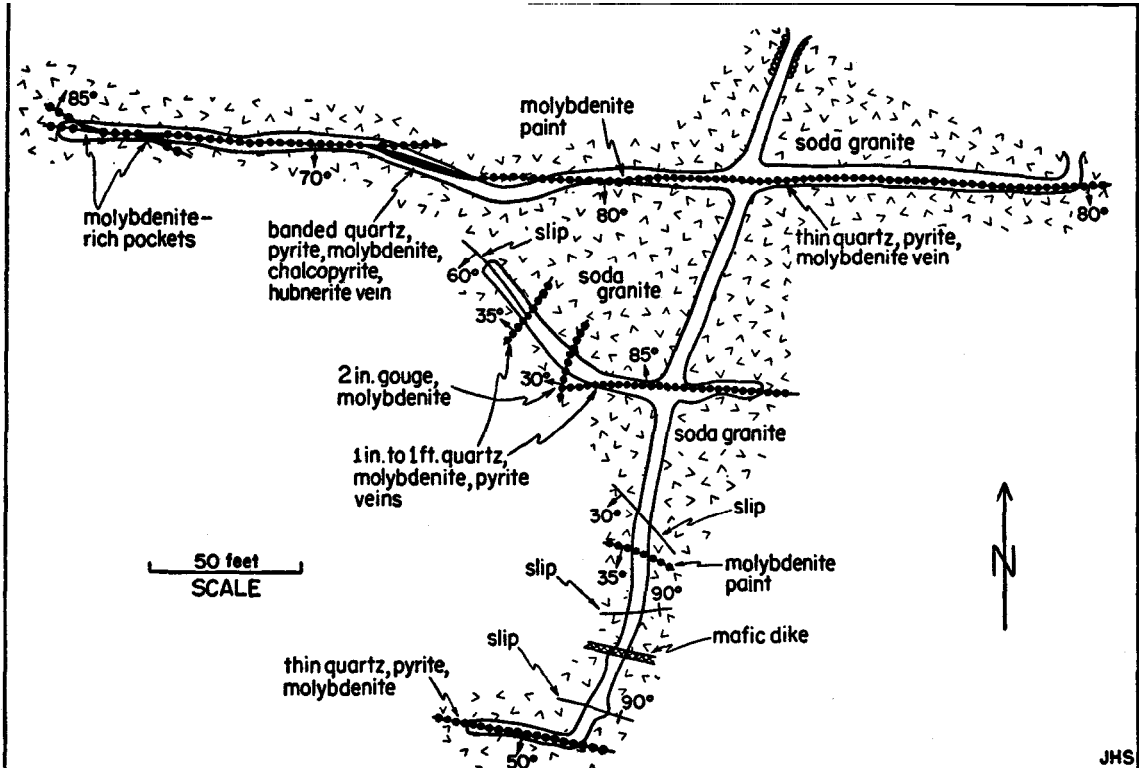 85°
molybdenite
paint
soda granite
70°
molybdenite-
rich pockets
80°
80°
banded quartz,
pyrite, molybdenite,
chalcopyrite,
hubnerite vein
slip
thin quartz, pyrite,
molybdenite vein
60°
soda
granite
35°
85°
2 in. gouge,
molybdenite
30°
soda granite
1 in. to 1 ft. quartz,
molybdenite, pyrite
veins
30°
slip
N
50 feet
SCALE
slip
35°
molybdenite
paint
90°
slip
mafic dike
thin quartz, pyrite,
molybdenite
90°
50°
JHS